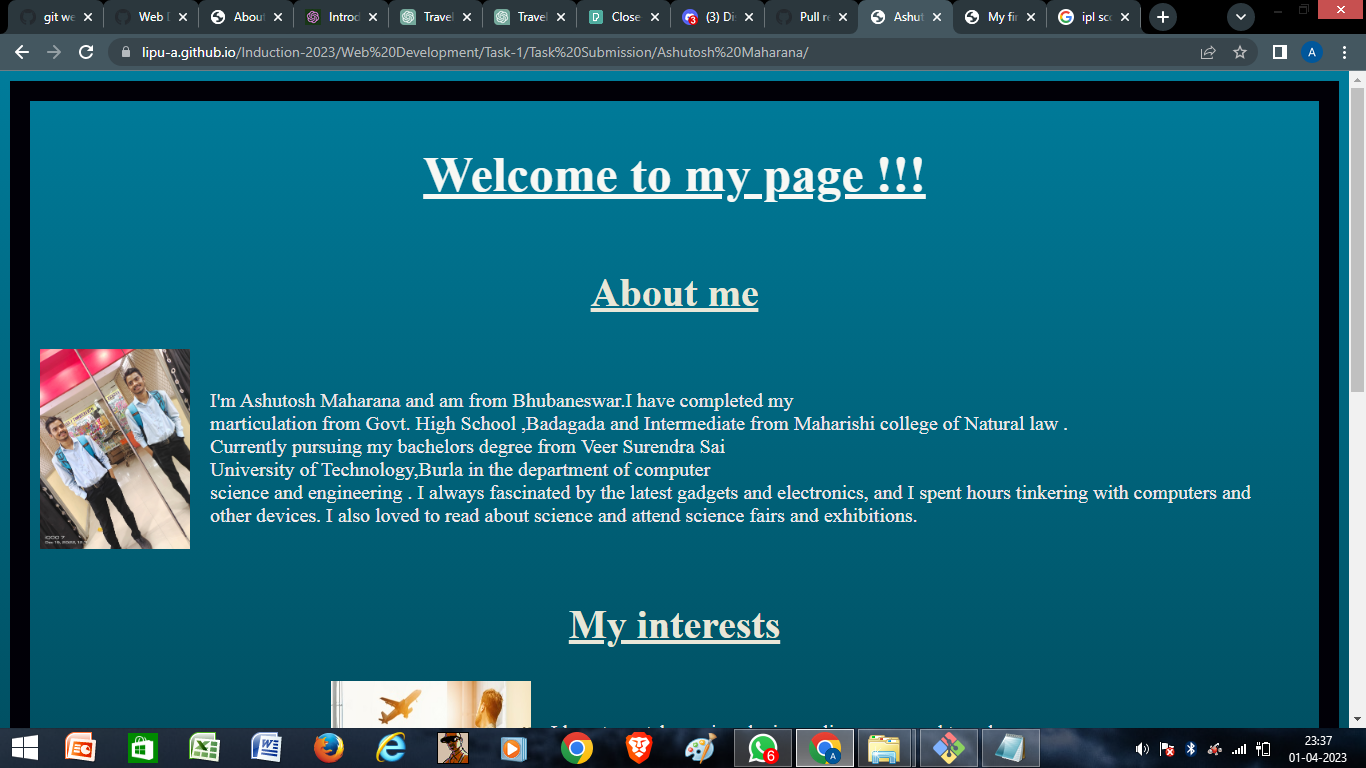 git we
Web D
About
Introd
Travel
Travel
Close
(3) Di
Pull re
Ashut
My fir
ipl sco
lipu-a.github.io/Induction-2023/Web%20Development/Task-1/Task%20Submission/Ashutosh%20Maharana/
A
Welcome to my page !!!
About me
I'm Ashutosh Maharana and am from Bhubaneswar.I have completed my
marticulation from Govt. High School ,Badagada and Intermediate from Maharishi college of Natural law .
Currently pursuing my bachelors degree from Veer Surendra Sai
University of Technology,Burla in the department of computer
science and engineering . I always fascinated by the latest gadgets and electronics, and I spent hours tinkering with computers and
other devices. I also loved to read about science and attend science fairs and exhibitions.
My interests
6
23:37
01-04-2023